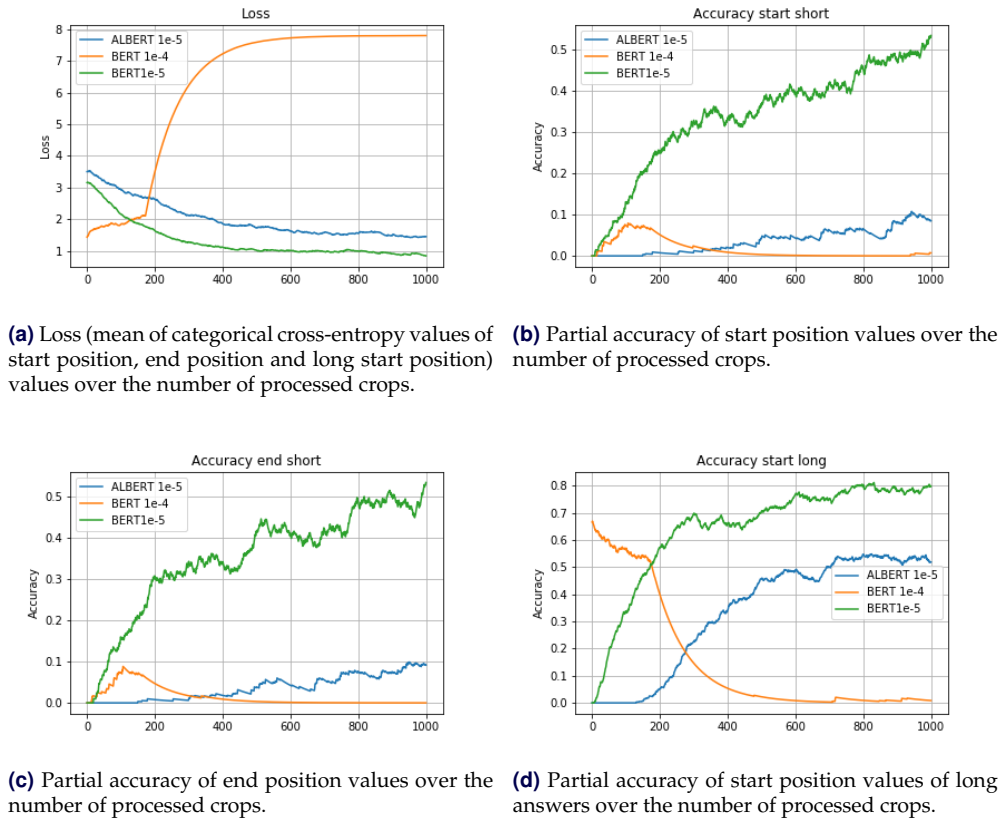 Loss
8
7
6
5
4
3
2
1
Loss
ALBERT 1e-5
BERT 1e-4
BERT1e-5
0 200 400 600 800 1000
Accuracy start short
0.5
0.4
0.3
0.2
0.1
0.0
Accuracy
ALBERT 1e-5
BERT 1e-4
BERT1e-5
0 200 400 600 800 1000
(a) Loss (mean of categorical cross-entropy values of
start position, end position and long start position)
values over the number of processed crops.
(b) Partial accuracy of start position values over the
number of processed crops.
Accuracy end short
0.5
0.4
0.3
0.2
0.1
0.0
Accuracy
ALBERT 1e-5
BERT 1e-4
BERT1e-5
0 200 400 600 800 1000
Accuracy start long
0.8
0.7
0.6
0.5
0.4
0.3
0.2
0.1
0.0
Accuracy
ALBERT 1e-5
BERT 1e-4
BERT1e-5
0 200 400 600 800 1000
(c) Partial accuracy of end position values over the
number of processed crops.
(d) Partial accuracy of start position values of long
answers over the number of processed crops.